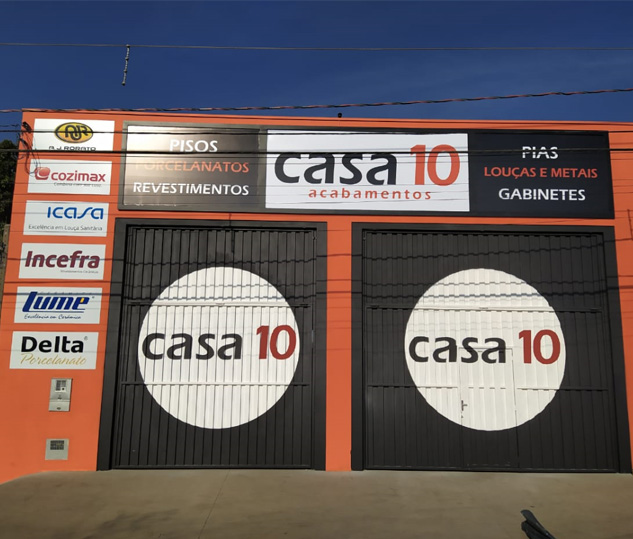 PISOS
PORCELANATOS
REVESTIMENTOS
casa 10
acabamentos
PIAS
LOUÇAS E METAIS
GABINETES
cozimax
ICASA
Excelência em Louça Sanitária
Incefra
Lume
Excelência em Cerâmica
Delta
Porcelanato
casa 10
casa 10